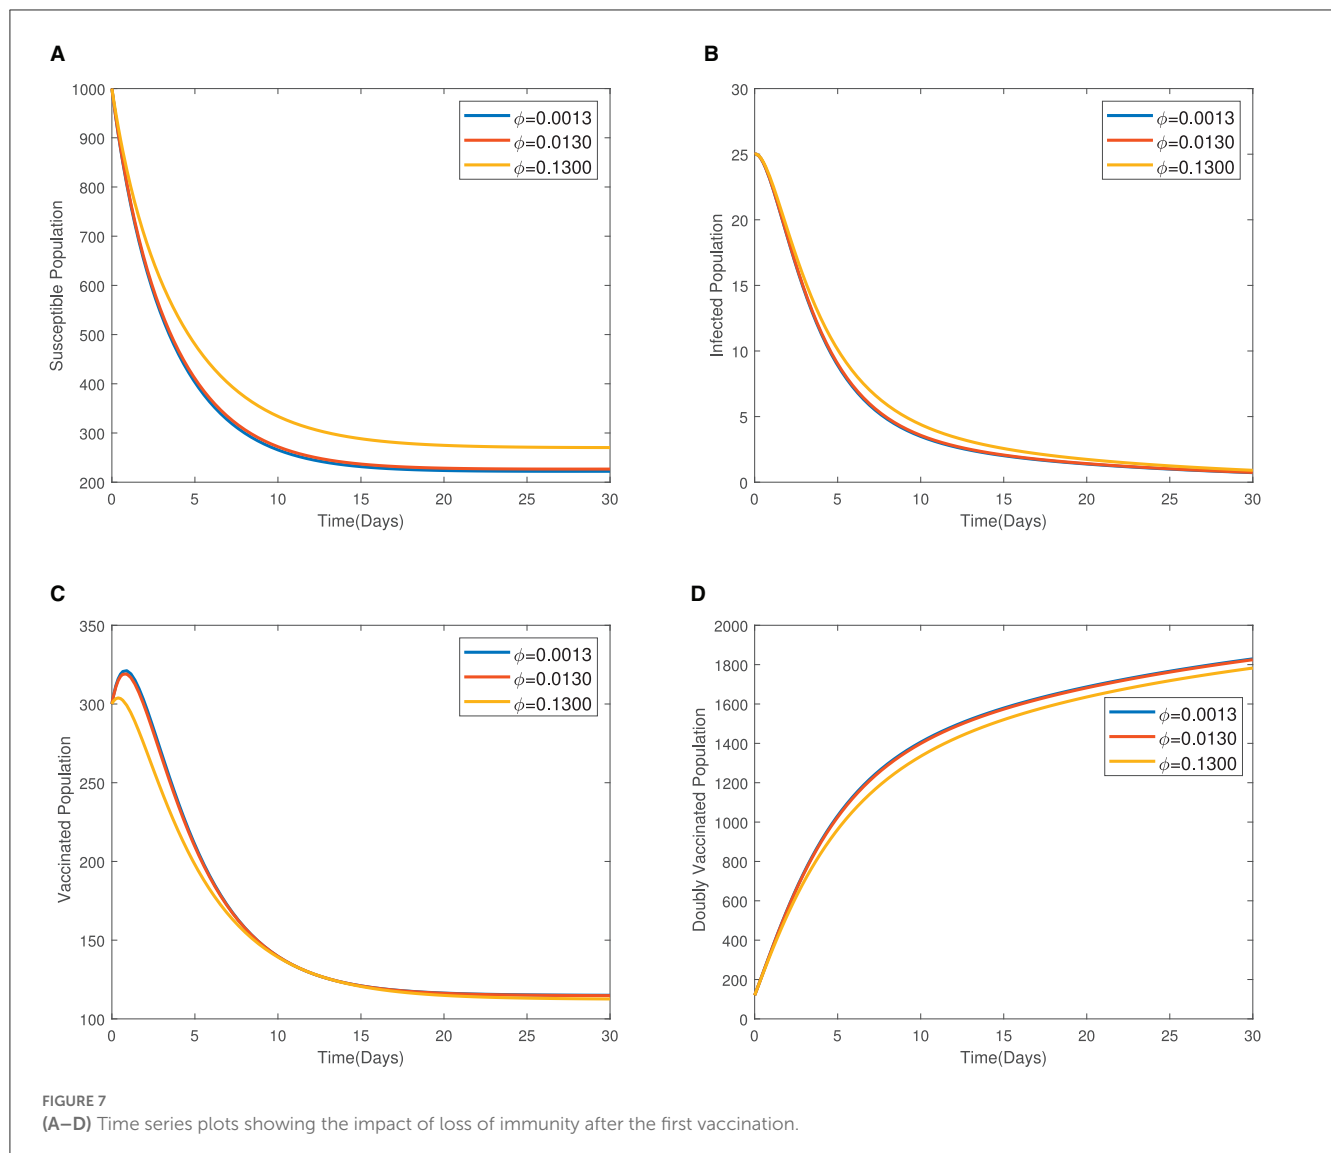 A
1000
900
800
700
600
500
400
300
200
0
5
10
15
20
25
30
Susceptible Population
Time(Days)
ϕ=0.0013
ϕ=0.0130
ϕ=0.1300
B
30
25
20
15
10
5
0
0
5
10
15
20
25
30
Infected Population
Time(Days)
ϕ=0.0013
ϕ=0.0130
ϕ=0.1300
C
350
300
250
200
150
100
0
5
10
15
20
25
30
Vaccinated Population
Time(Days)
ϕ=0.0013
ϕ=0.0130
ϕ=0.1300
D
2000
1800
1600
1400
1200
1000
800
600
400
200
0
0
5
10
15
20
25
30
Doubly Vaccinated Population
Time(Days)
ϕ=0.0013
ϕ=0.0130
ϕ=0.1300
FIGURE 7
(A–D) Time series plots showing the impact of loss of immunity after the first vaccination.